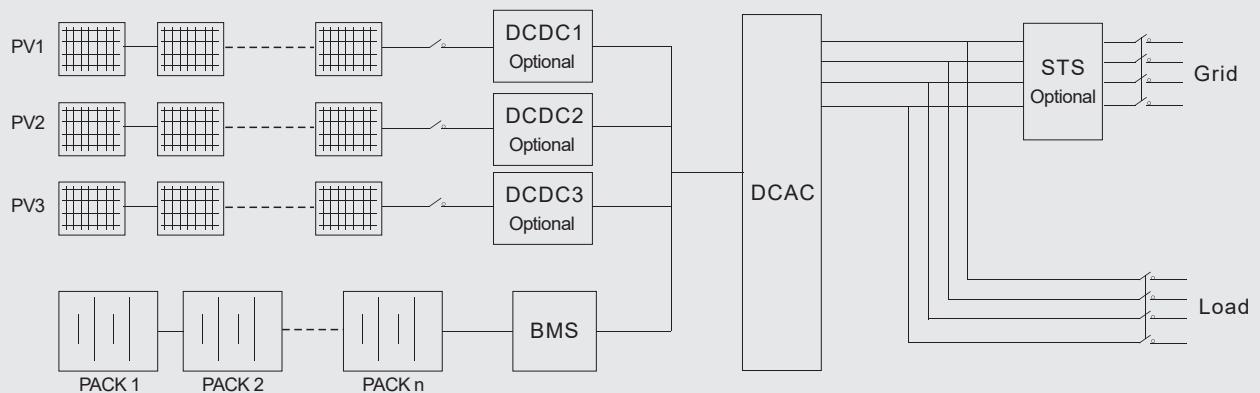 PV1
DCDC1
Optional
PV2
DCDC2
Optional
PV3
DCDC3
Optional
PACK 1
PACK 2
PACK n
BMS
DCAC
STS
Optional
Grid
Load